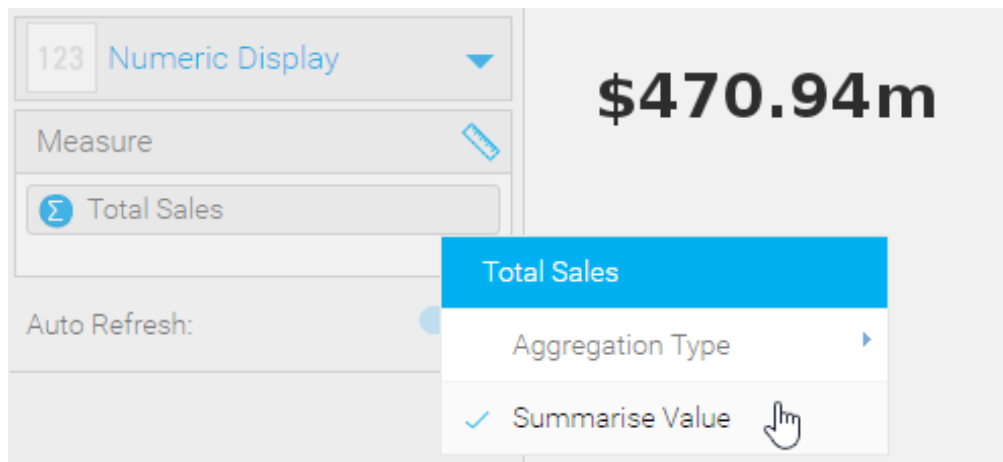 123 Numeric Display
$470.94m
Measure
Σ Total Sales
Total Sales
Auto Refresh:
Aggregation Type
Summarise Value